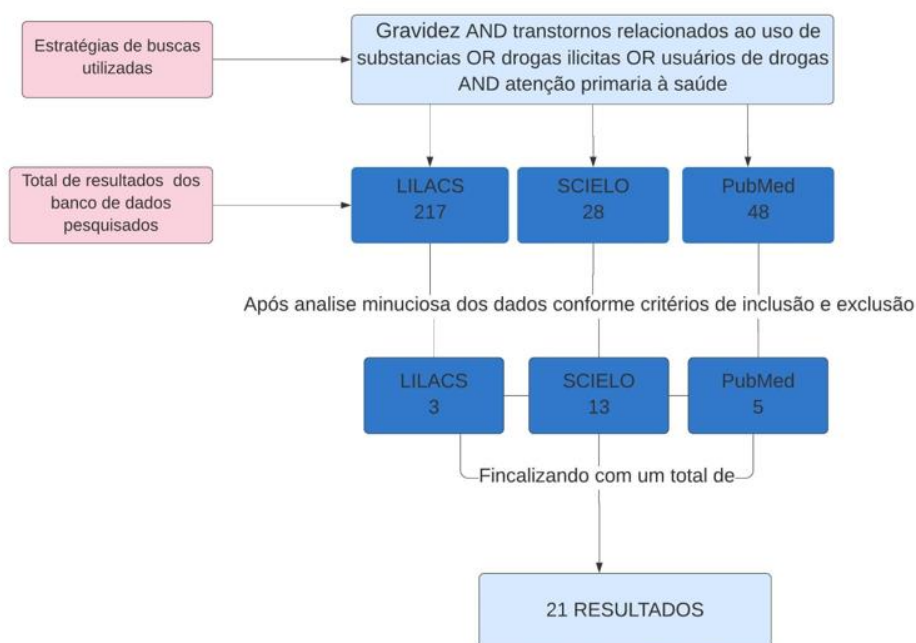 Estratégias de buscas
utilizadas
Gravidez AND transtornos relacionados ao uso de
substancias OR drogas ilicitas OR usuários de drogas
AND atenção primaria à saúde
Total de resultados dos
banco de dados
pesquisados
LILACS
217
SCIELO
28
PubMed
48
Após analise minuciosa dos dados conforme critérios de inclusão e exclusão
LILACS
3
SCIELO
13
PubMed
5
Fincalizando com um total de
21 RESULTADOS